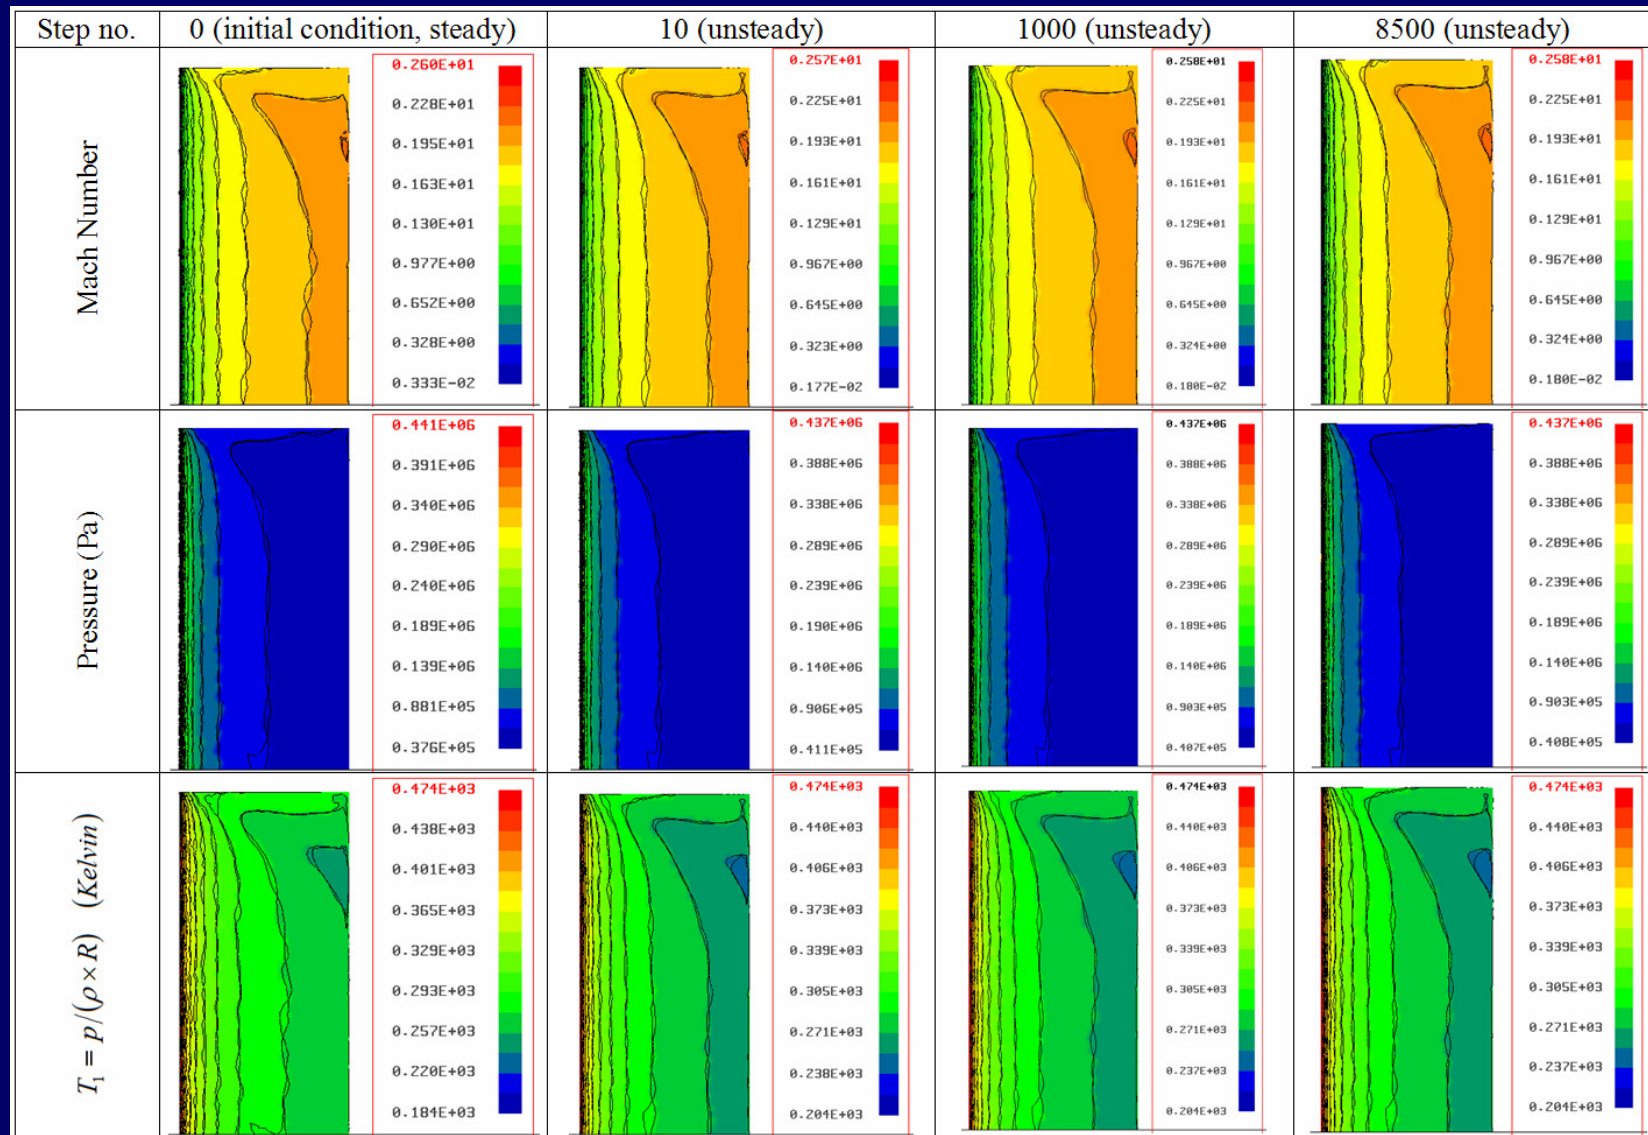 Step no. 0 (initial condition, steady) 10 (unsteady) 1000 (unsteady) 8500 (unsteady)
Mach Number
0.260E+01
0.228E+01
0.195E+01
0.163E+01
0.130E+01
0.977E+00
0.652E+00
0.328E+00
0.333E-02
0.257E+01
0.225E+01
0.193E+01
0.161E+01
0.129E+01
0.967E+00
0.645E+00
0.323E+00
0.177E-02
0.258E+01
0.225E+01
0.193E+01
0.161E+01
0.129E+01
0.967E+00
0.645E+00
0.324E+00
0.180E-02
0.258E+01
0.225E+01
0.193E+01
0.161E+01
0.129E+01
0.967E+00
0.645E+00
0.324E+00
0.180E-02
Pressure (Pa)
0.441E+06
0.391E+06
0.340E+06
0.290E+06
0.240E+06
0.189E+06
0.139E+06
0.881E+05
0.376E+05
0.437E+06
0.388E+06
0.338E+06
0.289E+06
0.239E+06
0.190E+06
0.140E+06
0.906E+05
0.411E+05
0.437E+06
0.388E+06
0.338E+06
0.289E+06
0.239E+06
0.189E+06
0.140E+06
0.903E+05
0.407E+05
0.437E+06
0.388E+06
0.338E+06
0.289E+06
0.239E+06
0.189E+06
0.140E+06
0.903E+05
0.408E+05
T₁ = p/(ρ×R) (Kelvin)
0.474E+03
0.438E+03
0.401E+03
0.365E+03
0.329E+03
0.293E+03
0.257E+03
0.220E+03
0.184E+03
0.474E+03
0.440E+03
0.406E+03
0.373E+03
0.339E+03
0.305E+03
0.271E+03
0.238E+03
0.204E+03
0.474E+03
0.440E+03
0.406E+03
0.373E+03
0.339E+03
0.305E+03
0.271E+03
0.237E+03
0.204E+03
0.474E+03
0.440E+03
0.406E+03
0.373E+03
0.339E+03
0.305E+03
0.271E+03
0.237E+03
0.204E+03